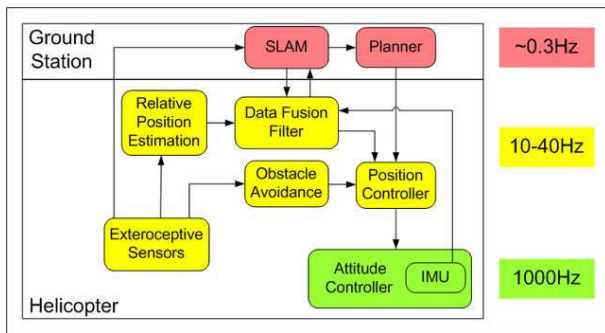 Ground
Station
SLAM
Planner
~0.3Hz
Relative
Position
Estimation
Data Fusion
Filter
10-40Hz
Obstacle
Avoidance
Position
Controller
Exteroceptive
Sensors
Attitude
Controller
IMU
1000Hz
Helicopter